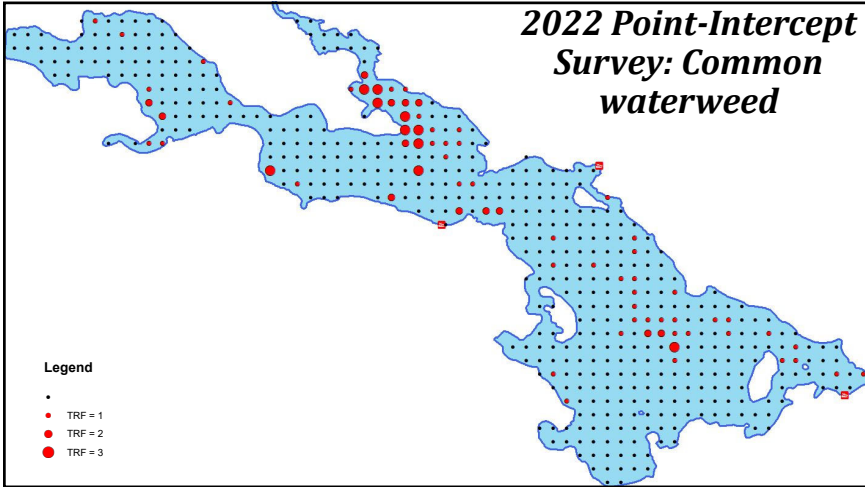 2022 Point-Intercept
Survey: Common
waterweed
Legend
TRF = 1
TRF = 2
TRF = 3